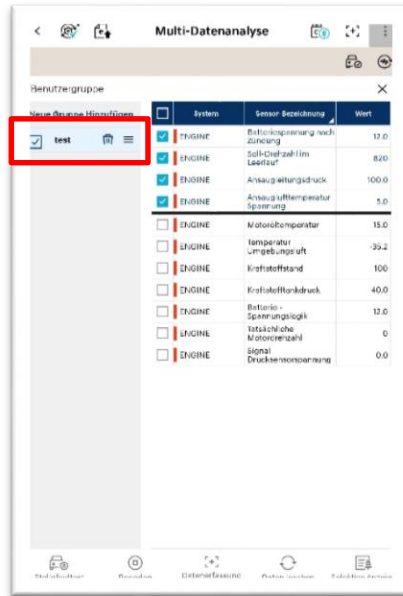 Multi-Datenanalyse
Benutzergruppe
Neue Gruppe Hinzufügen
test
System Sensor-Bezeichnung Wert
ENGINE Batteriespannung nach Zündung 12.0
ENGINE Soll-Drehzahl im Leerlauf 820
ENGINE Ansaugleitungsdruck 100.0
ENGINE Ansauglufttemperatur Spannung 5.0
ENGINE Motoröltemperatur 15.0
ENGINE Temperatur Umgebungsluft -35.2
ENGINE Kraftstoffstand 100
ENGINE Kraftstofftankdruck 40.0
ENGINE Batterie - Spannungslogik 12.0
ENGINE Tatsächliche Motordrehzahl 0
ENGINE Signal Drucksensorspannung 0.0
Datenerfassung